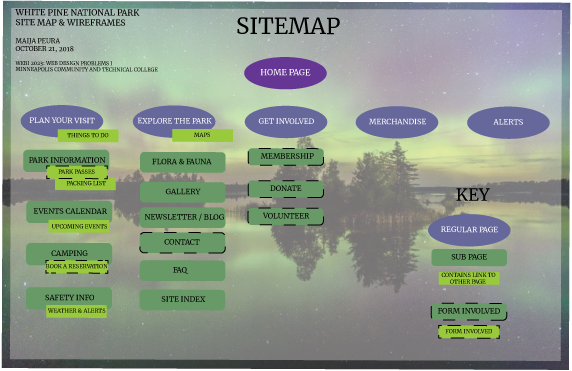 WHITE PINE NATIONAL PARK
SITE MAP & WIREFRAMES
MAIJA PEURA
OCTOBER 21, 2018
WEBI 2025: WEB DESIGN PROBLEMS I
MINNEAPOLIS COMMUNITY AND TECHNICAL COLLEGE
SITEMAP
HOME PAGE
PLAN YOUR VISIT
THINGS TO DO
PARK INFORMATION
PARK PASSES
PACKING LIST
EVENTS CALENDAR
UPCOMING EVENTS
CAMPING
BOOK A RESERVATION
SAFETY INFO
WEATHER & ALERTS
EXPLORE THE PARK
MAPS
FLORA & FAUNA
GALLERY
NEWSLETTER / BLOG
CONTACT
FAQ
SITE INDEX
GET INVOLVED
MEMBERSHIP
DONATE
VOLUNTEER
MERCHANDISE
ALERTS
KEY
REGULAR PAGE
SUB PAGE
CONTAINS LINK TO
OTHER PAGE
FORM INVOLVED
FORM INVOLVED